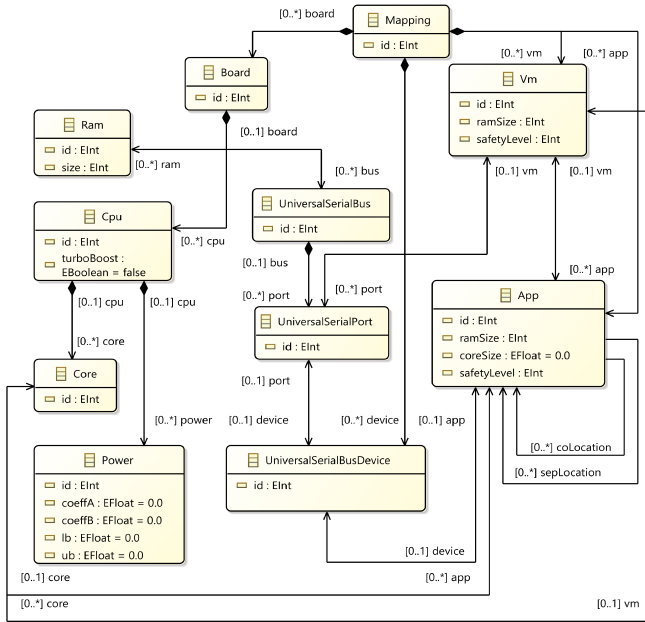 [0..*] board
Mapping
id : EInt
[0..*] vm
[0..*] app
Board
id : EInt
Vm
id : EInt
ramSize : EInt
safetyLevel : EInt
Ram
id : EInt
size : EInt
[0..1] board
[0..*] ram
[0..*] bus
[0..1] vm
[0..1] vm
UniversalSerialBus
id : EInt
Cpu
id : EInt
turboBoost :
EBoolean = false
[0..*] cpu
[0..1] bus
[0..*] app
[0..1] cpu
[0..1] cpu
[0..*] port
[0..*] port
App
id : EInt
ramSize : EInt
coreSize : EFloat = 0.0
safetyLevel : EInt
UniversalSerialPort
id : EInt
[0..*] core
Core
id : EInt
[0..1] port
[0..*] power
[0..1] device
[0..*] device
[0..1] app
[0..*] coLocation
[0..*] sepLocation
Power
id : EInt
coeffA : EFloat = 0.0
coeffB : EFloat = 0.0
lb : EFloat = 0.0
ub : EFloat = 0.0
UniversalSerialBusDevice
id : EInt
[0..1] device
[0..1] core
[0..*] app
[0..*] core
[0..1] vm